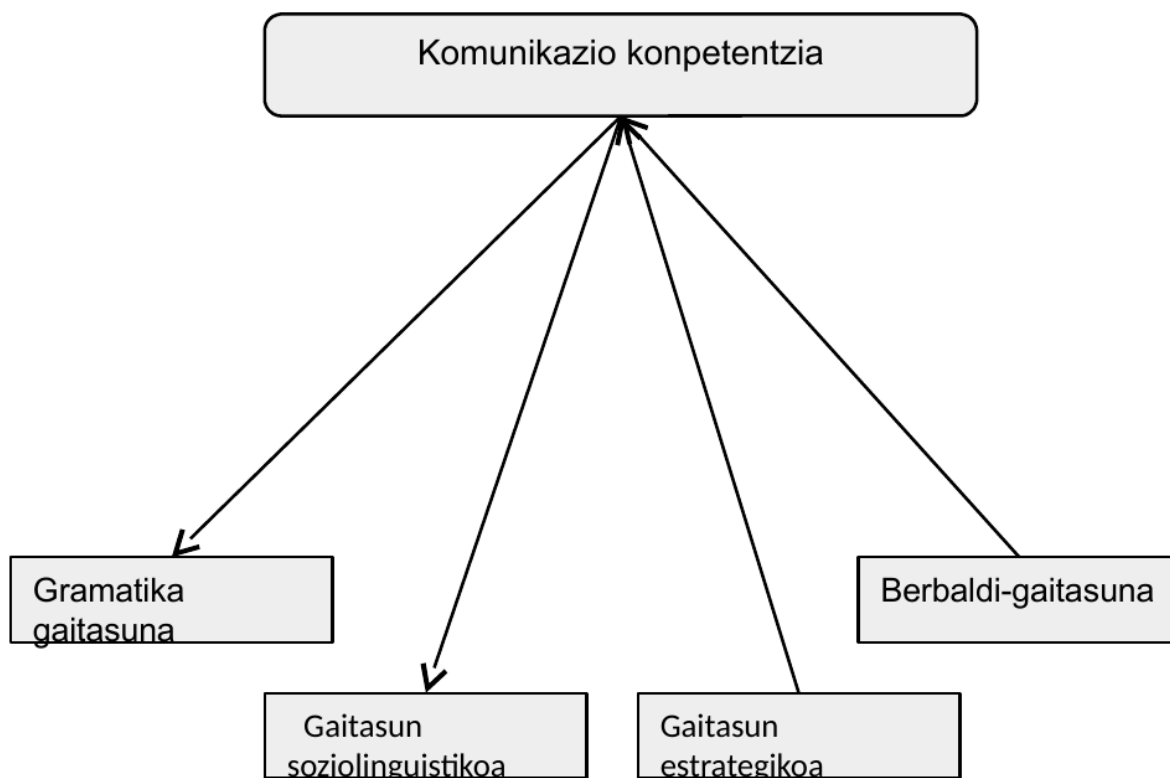 Komunikazio konpetentzia
Gramatika
gaitasuna
Berbaldi-gaitasuna
Gaitasun
soziolinguistikoa
Gaitasun
estrategikoa